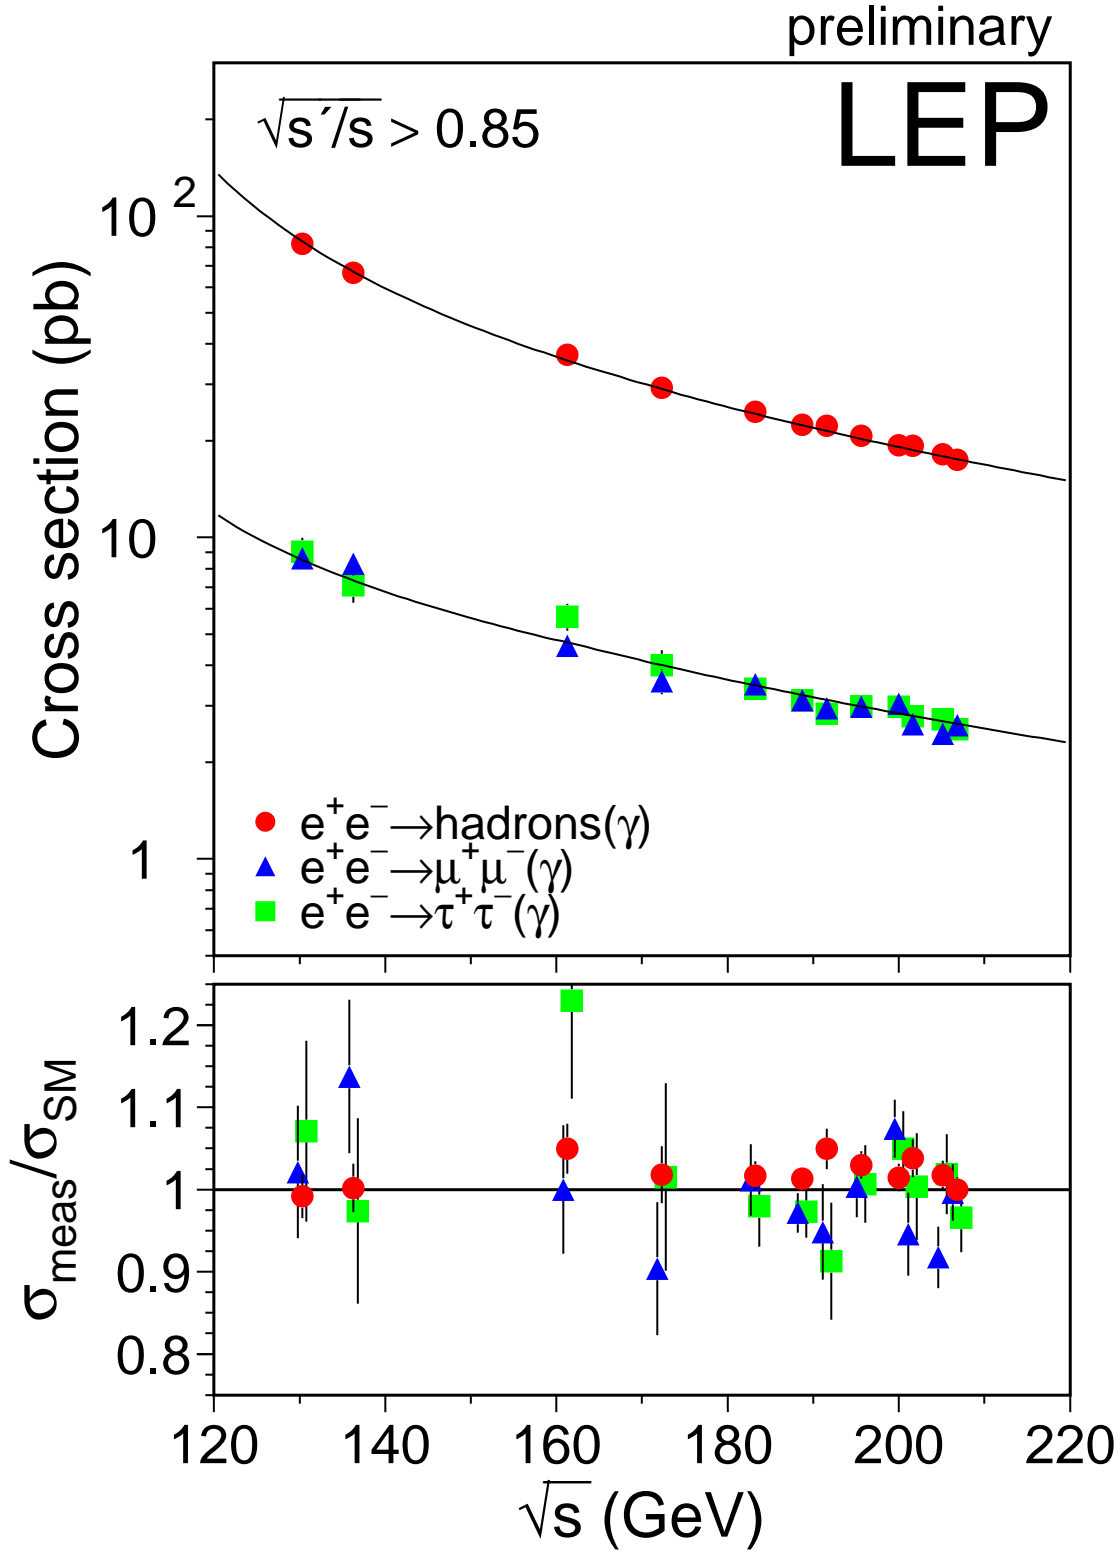 preliminary
LEP
√s´/s > 0.85
Cross section (pb)
10²
10
1
e⁺e⁻→hadrons(γ)
e⁺e⁻→μ⁺μ⁻(γ)
e⁺e⁻→τ⁺τ⁻(γ)
σmeas/σSM
1.2
1.1
1
0.9
0.8
120 140 160 180 200 220
√s (GeV)